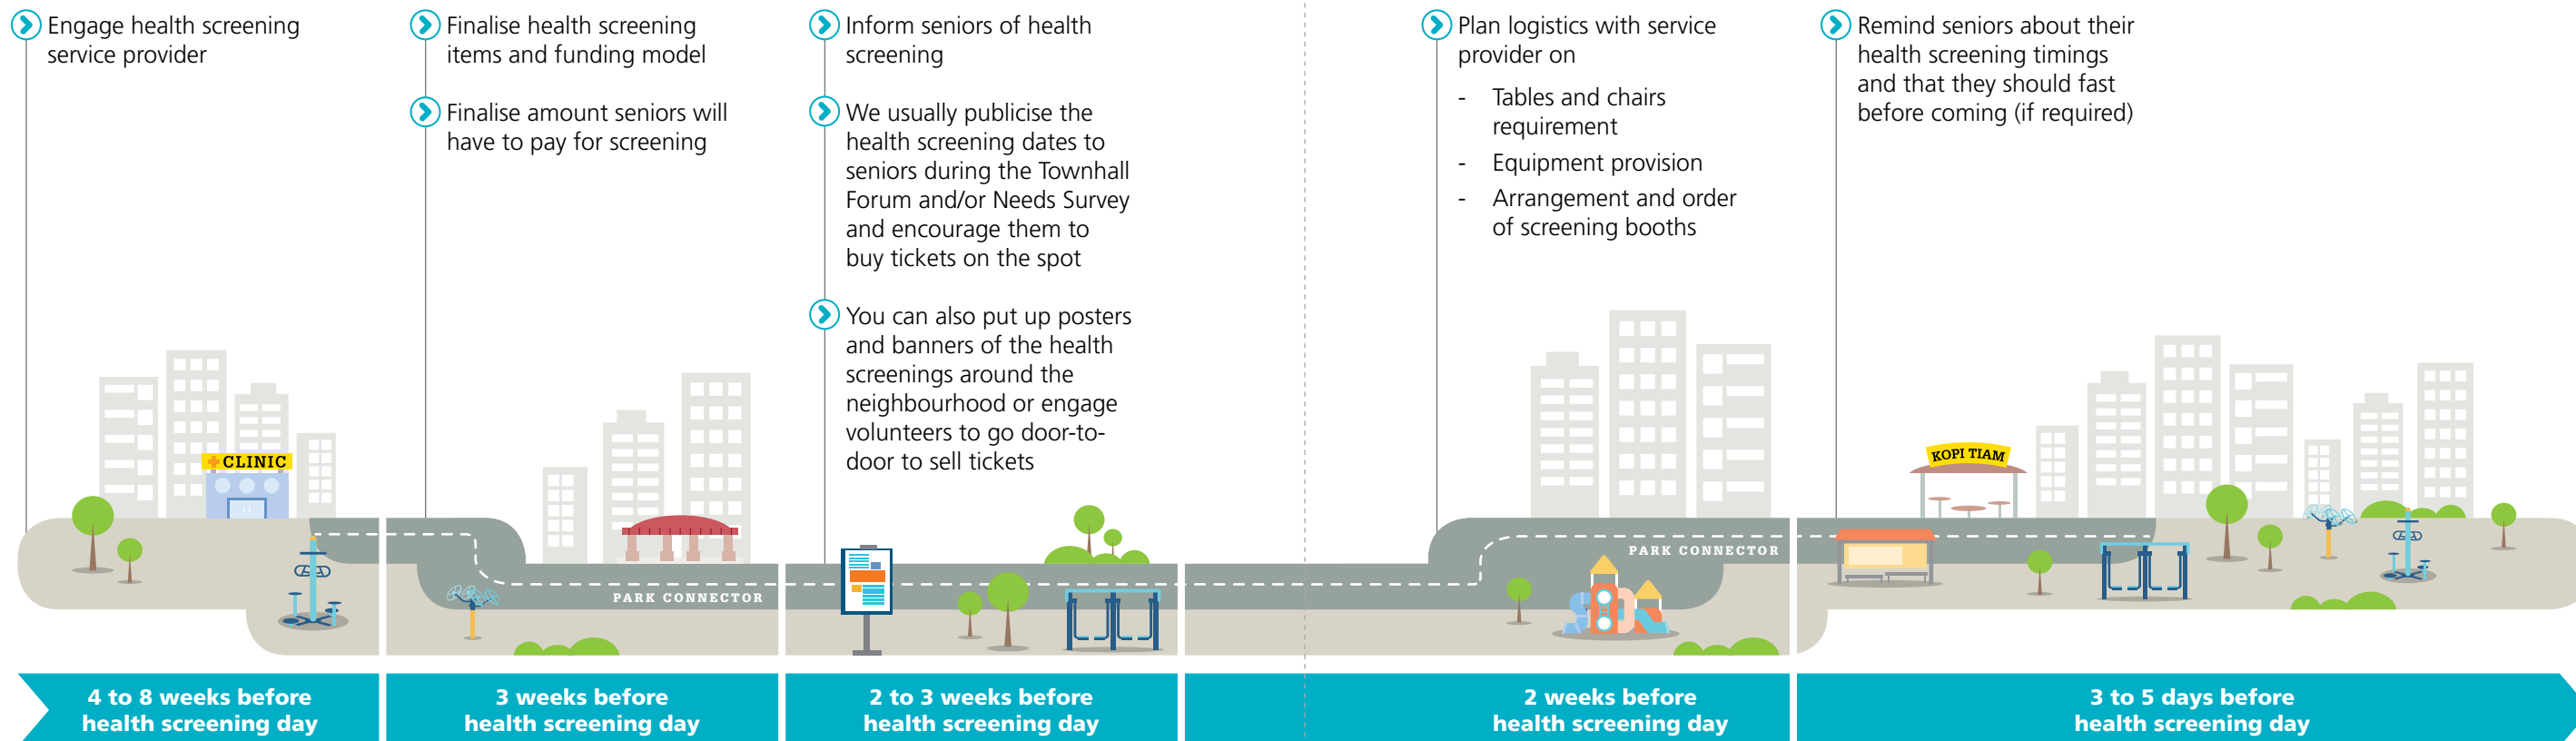 Engage health screening
service provider
Finalise health screening
items and funding model
Finalise amount seniors will
have to pay for screening
Inform seniors of health
screening
We usually publicise the
health screening dates to
seniors during the Townhall
Forum and/or Needs Survey
and encourage them to
buy tickets on the spot
You can also put up posters
and banners of the health
screenings around the
neighbourhood or engage
volunteers to go door-to-
door to sell tickets
Plan logistics with service
provider on
- Tables and chairs
requirement
- Equipment provision
- Arrangement and order
of screening booths
Remind seniors about their
health screening timings
and that they should fast
before coming (if required)
CLINIC
PARK CONNECTOR
PARK CONNECTOR
KOPI TIAM
4 to 8 weeks before
health screening day
3 weeks before
health screening day
2 to 3 weeks before
health screening day
2 weeks before
health screening day
3 to 5 days before
health screening day